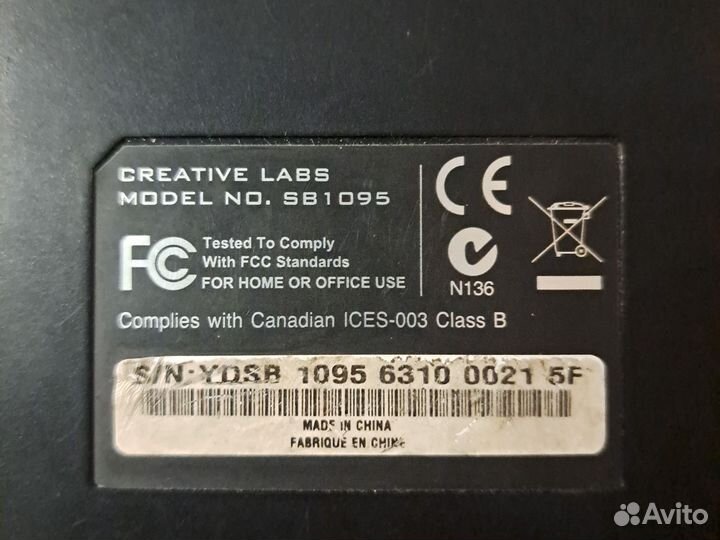 CREATIVE LABS
MODEL NO. SB1095
CE
FC Tested To Comply
With FCC Standards
FOR HOME OR OFFICE USE
N136
Complies with Canadian ICES-003 Class B
S/N:YDSB 1095 6310 0021 5F
MADE IN CHINA
FABRIQUE EN CHINE
Avito